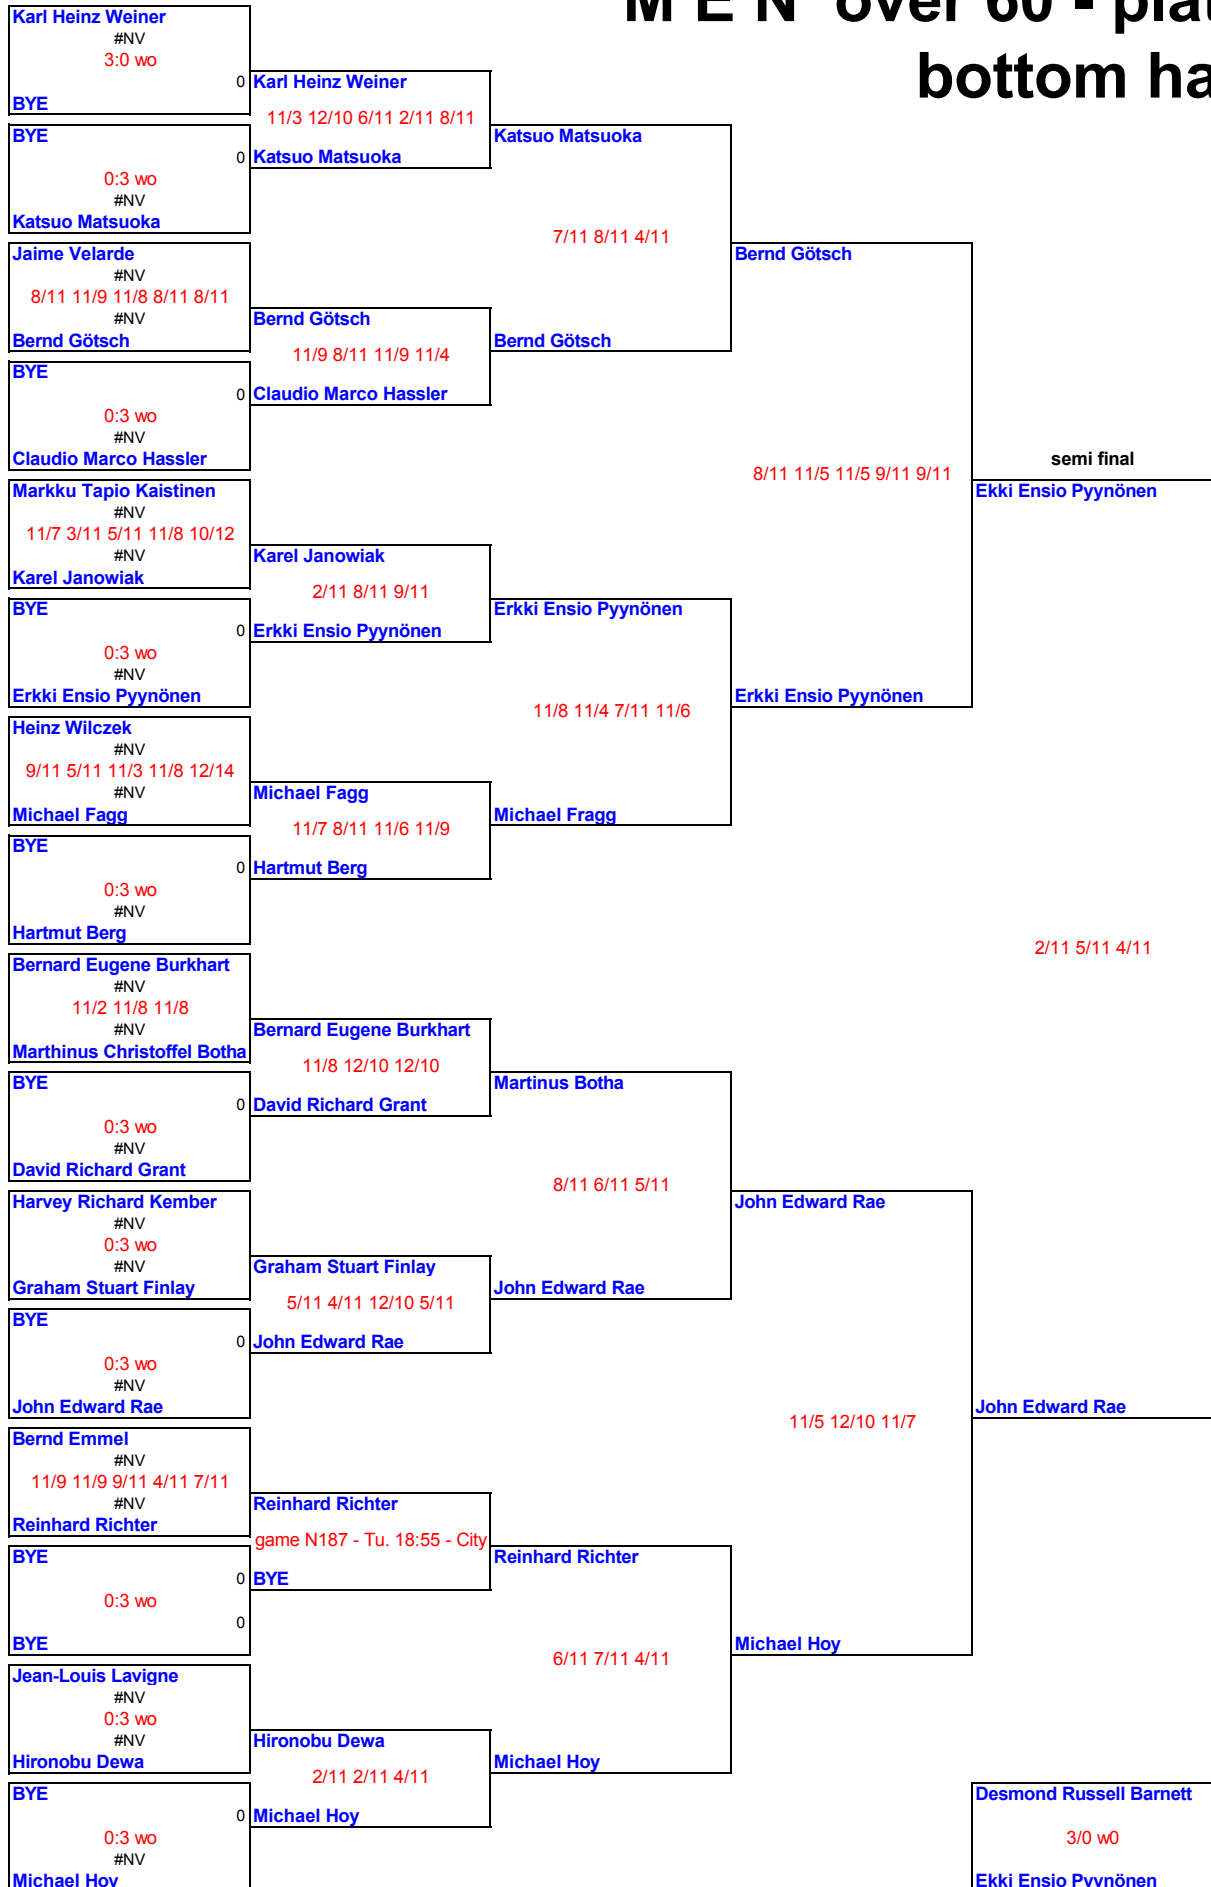 M E N over 60 - plat
bottom ha
Karl Heinz Weiner
#NV
3:0 wo
BYE
BYE
0:3 wo
#NV
Katsuo Matsuoka
Jaime Velarde
#NV
8/11 11/9 11/8 8/11 8/11
#NV
Bernd Götsch
BYE
0:3 wo
#NV
Claudio Marco Hassler
Markku Tapio Kaistinen
#NV
11/7 3/11 5/11 11/8 10/12
#NV
Karel Janowiak
BYE
0:3 wo
#NV
Erkki Ensio Pyynönen
Heinz Wilczek
#NV
9/11 5/11 11/3 11/8 12/14
#NV
Michael Fagg
BYE
0:3 wo
#NV
Hartmut Berg
Bernard Eugene Burkhart
#NV
11/2 11/8 11/8
#NV
Marthinus Christoffel Botha
BYE
0:3 wo
#NV
David Richard Grant
Harvey Richard Kember
#NV
0:3 wo
#NV
Graham Stuart Finlay
BYE
0:3 wo
#NV
John Edward Rae
Bernd Emmel
#NV
11/9 11/9 9/11 4/11 7/11
#NV
Reinhard Richter
BYE
0:3 wo
BYE
Jean-Louis Lavigne
#NV
0:3 wo
#NV
Hironobu Dewa
BYE
0:3 wo
#NV
Michael Hoy
0 Karl Heinz Weiner
11/3 12/10 6/11 2/11 8/11
0 Katsuo Matsuoka
Bernd Götsch
11/9 8/11 11/9 11/4
0 Claudio Marco Hassler
Karel Janowiak
2/11 8/11 9/11
0 Erkki Ensio Pyynönen
Michael Fagg
11/7 8/11 11/6 11/9
0 Hartmut Berg
Bernard Eugene Burkhart
11/8 12/10 12/10
0 David Richard Grant
Graham Stuart Finlay
5/11 4/11 12/10 5/11
0 John Edward Rae
Reinhard Richter
game N187 - Tu. 18:55 - City
0 BYE
0
Hironobu Dewa
2/11 2/11 4/11
0 Michael Hoy
Katsuo Matsuoka
7/11 8/11 4/11
Bernd Götsch
Erkki Ensio Pyynönen
11/8 11/4 7/11 11/6
Michael Fragg
Martinus Botha
8/11 6/11 5/11
John Edward Rae
Reinhard Richter
6/11 7/11 4/11
Michael Hoy
Bernd Götsch
8/11 11/5 11/5 9/11 9/11
Erkki Ensio Pyynönen
John Edward Rae
11/5 12/10 11/7
Michael Hoy
semi final
Ekki Ensio Pyynönen
2/11 5/11 4/11
John Edward Rae
Desmond Russell Barnett
3/0 w0
Ekki Ensio Pyynönen